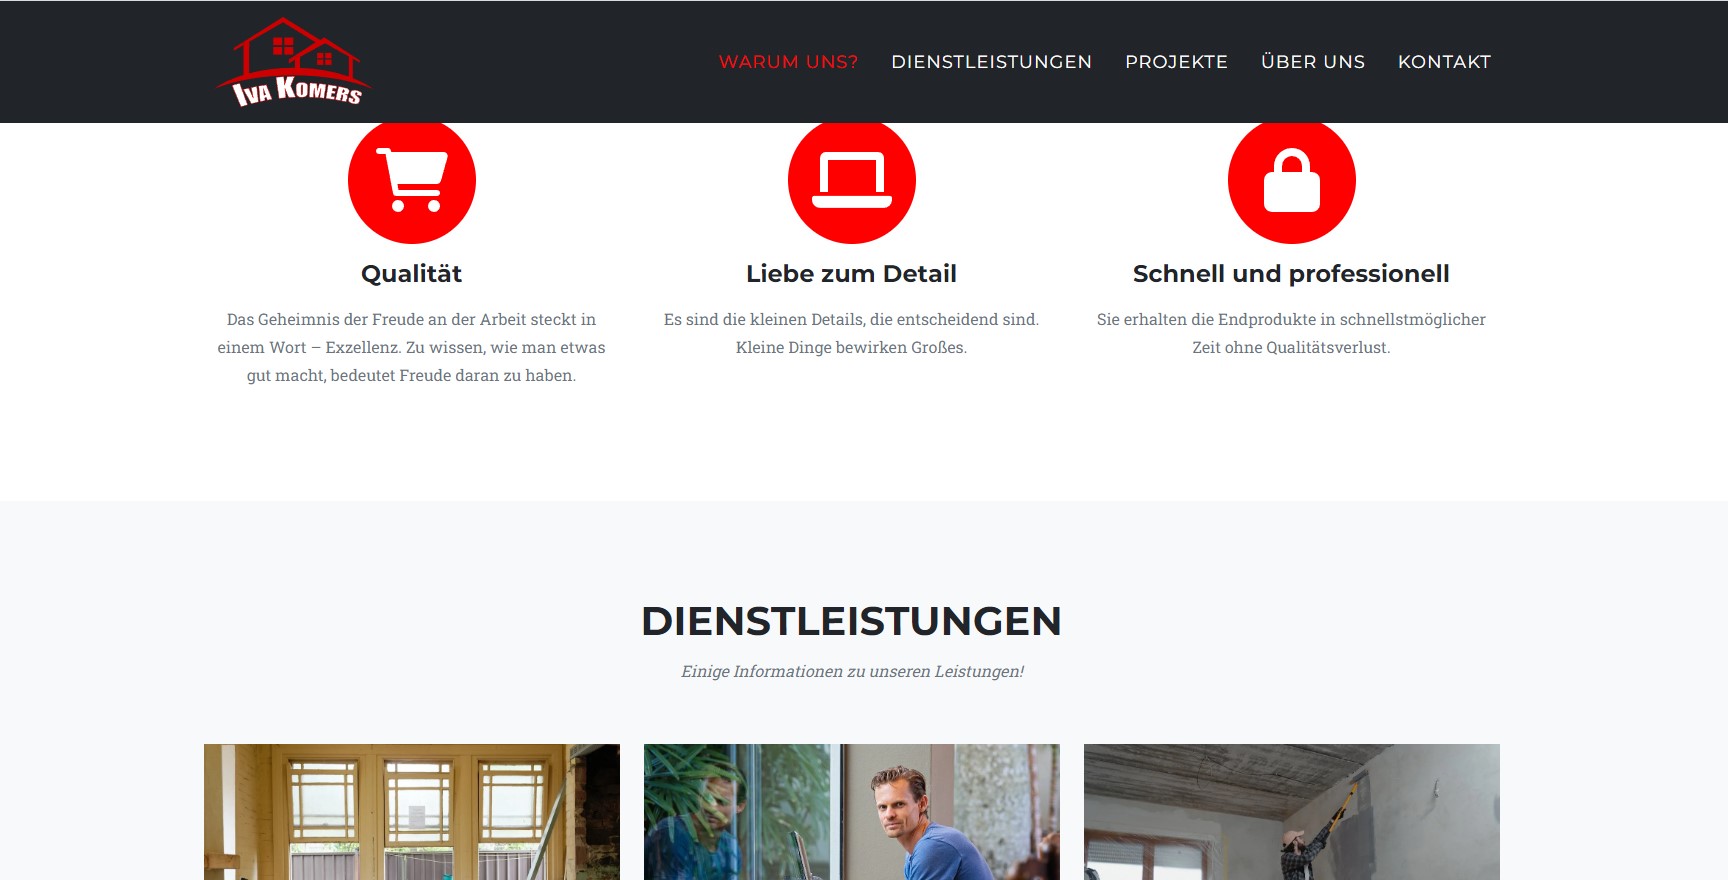 IVA KOMERS
WARUM UNS? DIENSTLEISTUNGEN PROJEKTE ÜBER UNS KONTAKT
Qualität
Das Geheimnis der Freude an der Arbeit steckt in
einem Wort – Exzellenz. Zu wissen, wie man etwas
gut macht, bedeutet Freude daran zu haben.
Liebe zum Detail
Es sind die kleinen Details, die entscheidend sind.
Kleine Dinge bewirken Großes.
Schnell und professionell
Sie erhalten die Endprodukte in schnellstmöglicher
Zeit ohne Qualitätsverlust.
DIENSTLEISTUNGEN
Einige Informationen zu unseren Leistungen!